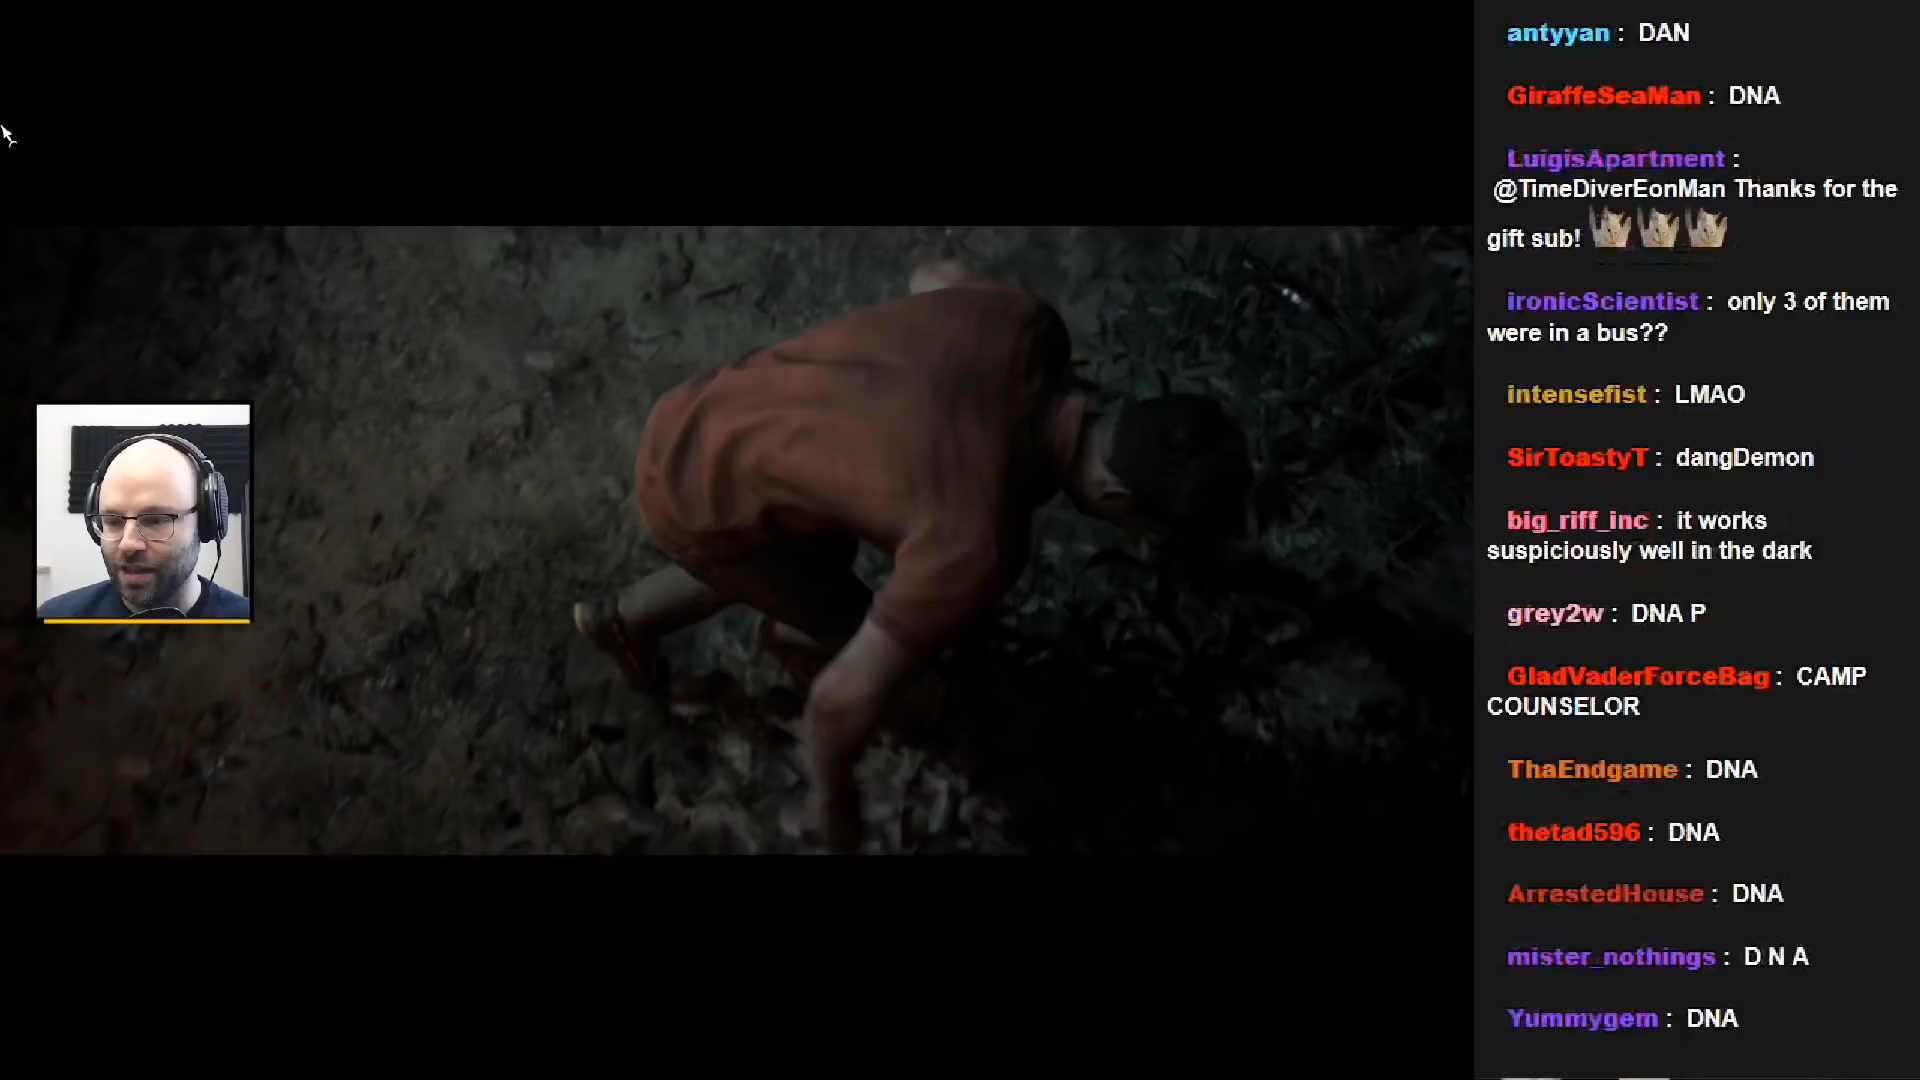 antyyan : DAN
GiraffeSeaMan : DNA
LuigisApartment :
@TimeDiverEonMan Thanks for the
gift sub!
ironicScientist : only 3 of them
were in a bus??
intensefist : LMAO
SirToastyT : dangDemon
big_riff_inc : it works
suspiciously well in the dark
grey2w : DNA P
GladVaderForceBag : CAMP
COUNSELOR
ThaEndgame : DNA
thetad596 : DNA
ArrestedHouse : DNA
mister_nothings : D N A
Yummygem : DNA